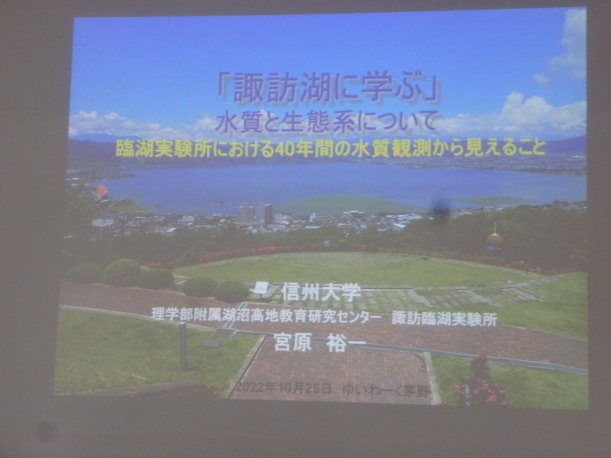 「諏訪湖に学ぶ」
水質と生態系について
臨湖実験所における40年間の水質観測から見えること
信州大学
理学部附属湖沼高地教育研究センター 諏訪臨湖実験所
宮原 裕一
2022年10月25日 ゆいわーく茅野